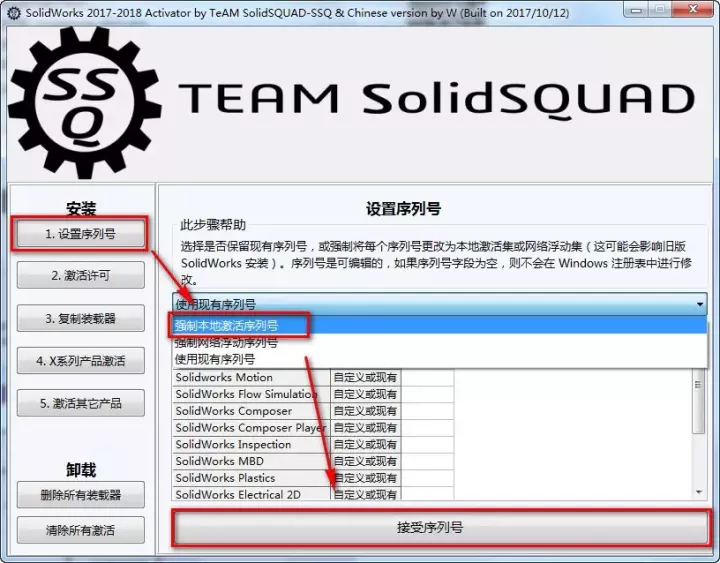 SolidWorks 2017-2018 Activator by TeAM SolidSQUAD-SSQ & Chinese version by W (Built on 2017/10/12)
SSQ
TEAM SolidSQUAD
安装
1. 设置序列号
2. 激活许可
3. 复制装载器
4. X系列产品激活
5. 激活其它产品
卸载
删除所有装载器
清除所有激活
设置序列号
此步骤帮助
选择是否保留现有序列号，或强制将每个序列号更改为本地激活集或网络浮动集（这可能会影响旧版
SolidWorks 安装）。序列号是可编辑的，如果序列号字段为空，则不会在 Windows 注册表中进行修
改。
使用现有序列号
强制本地激活序列号
强制网络浮动序列号
使用现有序列号
Solidworks Motion 自定义或现有
SolidWorks Flow Simulation 自定义或现有
SolidWorks Composer 自定义或现有
SolidWorks Composer Player 自定义或现有
SolidWorks Inspection 自定义或现有
SolidWorks MBD 自定义或现有
SolidWorks Plastics 自定义或现有
SolidWorks Electrical 2D 自定义或现有
接受序列号